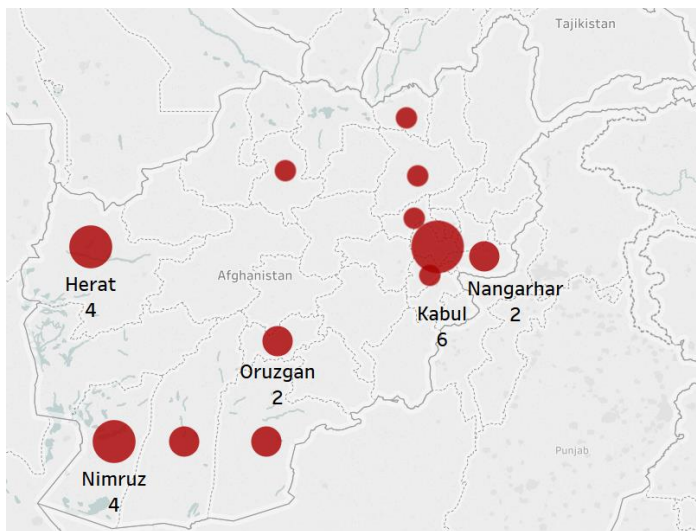 Tajikistan
Herat
4
Afghanistan
Nangarhar
2
Kabul
6
Oruzgan
2
Punjab
Nimruz
4